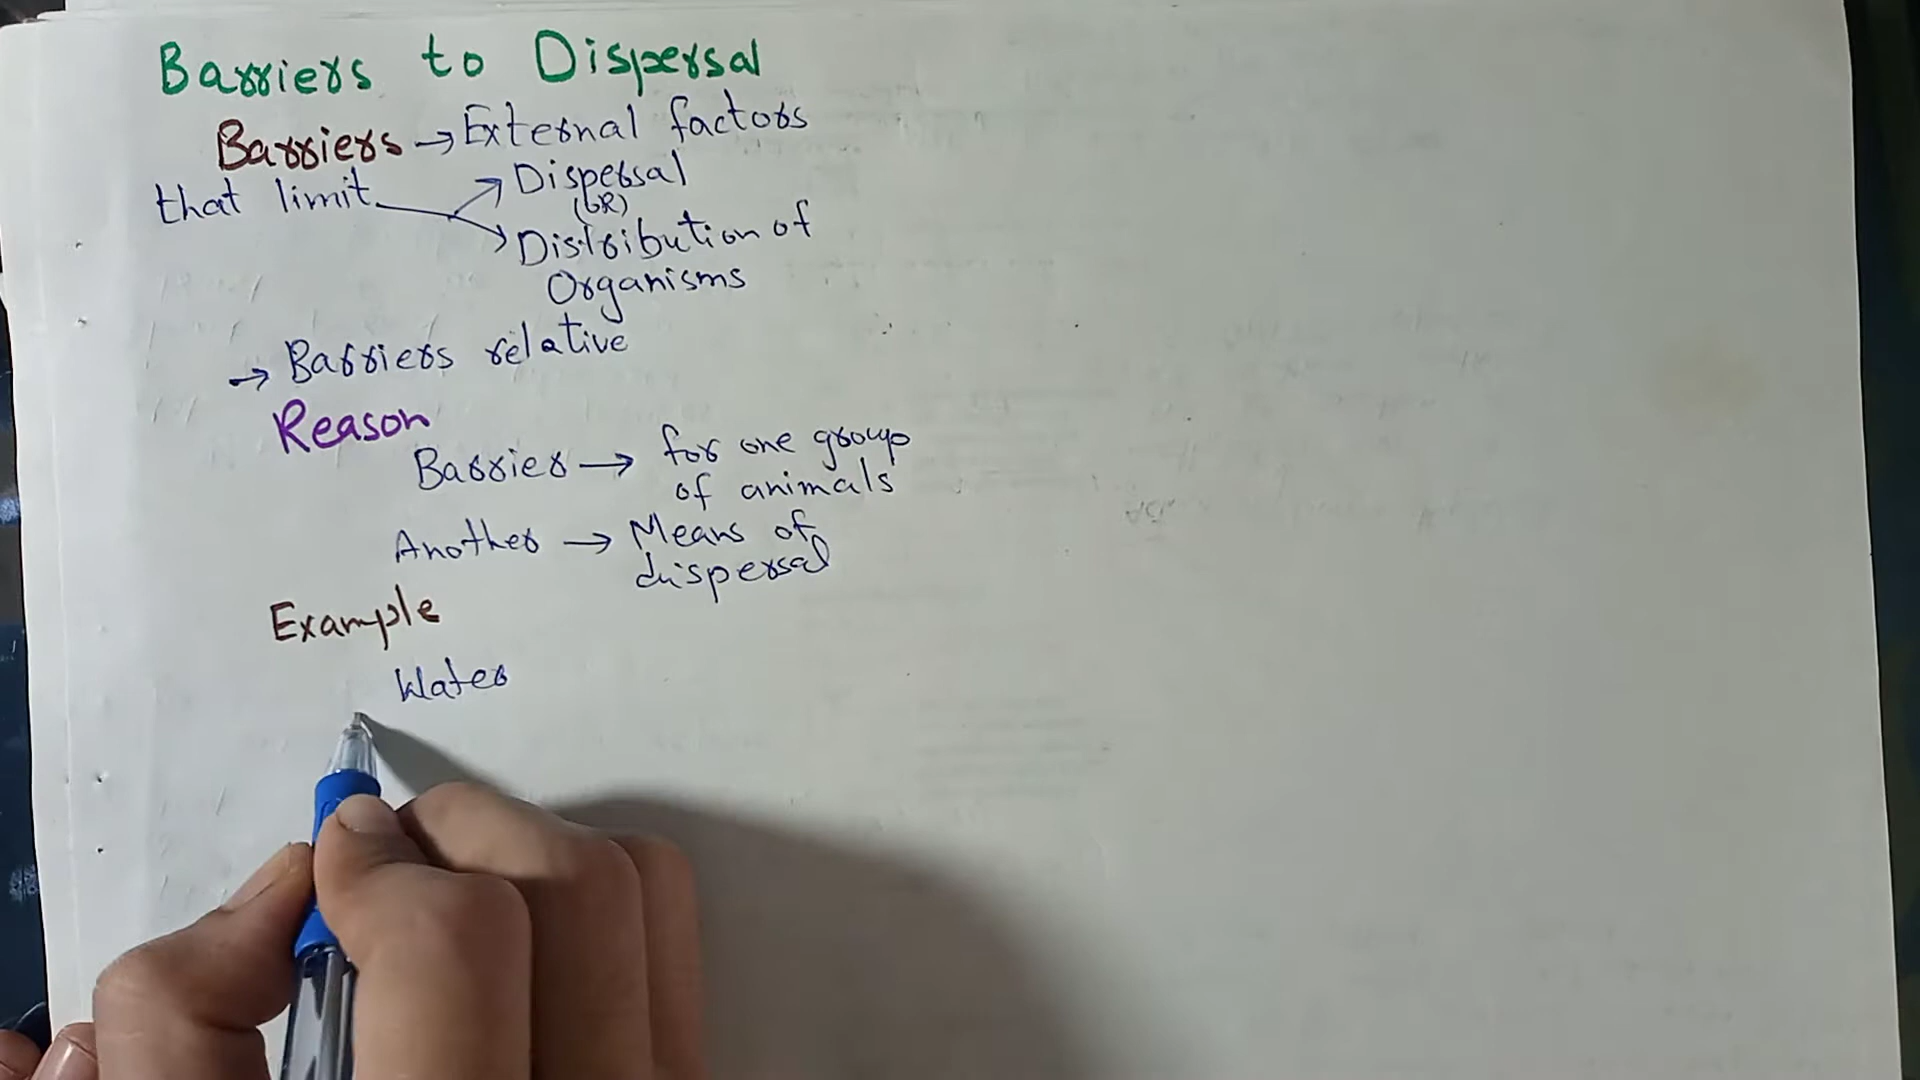 Barriers to Dispersal
Barriers → External factors
that limit → Dispersal
(OR)
→ Distribution of
Organisms
→ Barriers relative
Reason
Barrier → for one group
of animals
Another → Means of
dispersal
Example
Water